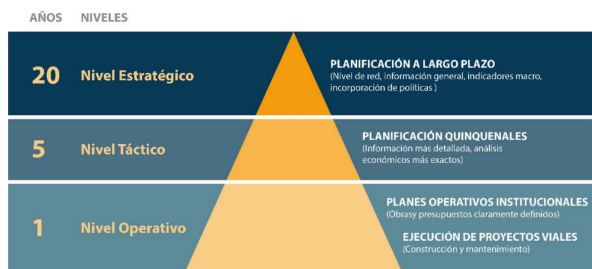 AÑOS NIVELES
20 Nivel Estratégico
PLANIFICACIÓN A LARGO PLAZO
(Nivel de red, información general, indicadores macro,
incorporación de políticas )
5 Nivel Táctico
PLANIFICACIÓN QUINQUENALES
(Información más detallada, análisis
económicos más exactos)
1 Nivel Operativo
PLANES OPERATIVOS INSTITUCIONALES
(Obrasy presupuestos claramente definidos)
EJECUCIÓN DE PROYECTOS VIALES
(Construcción y mantenimiento)